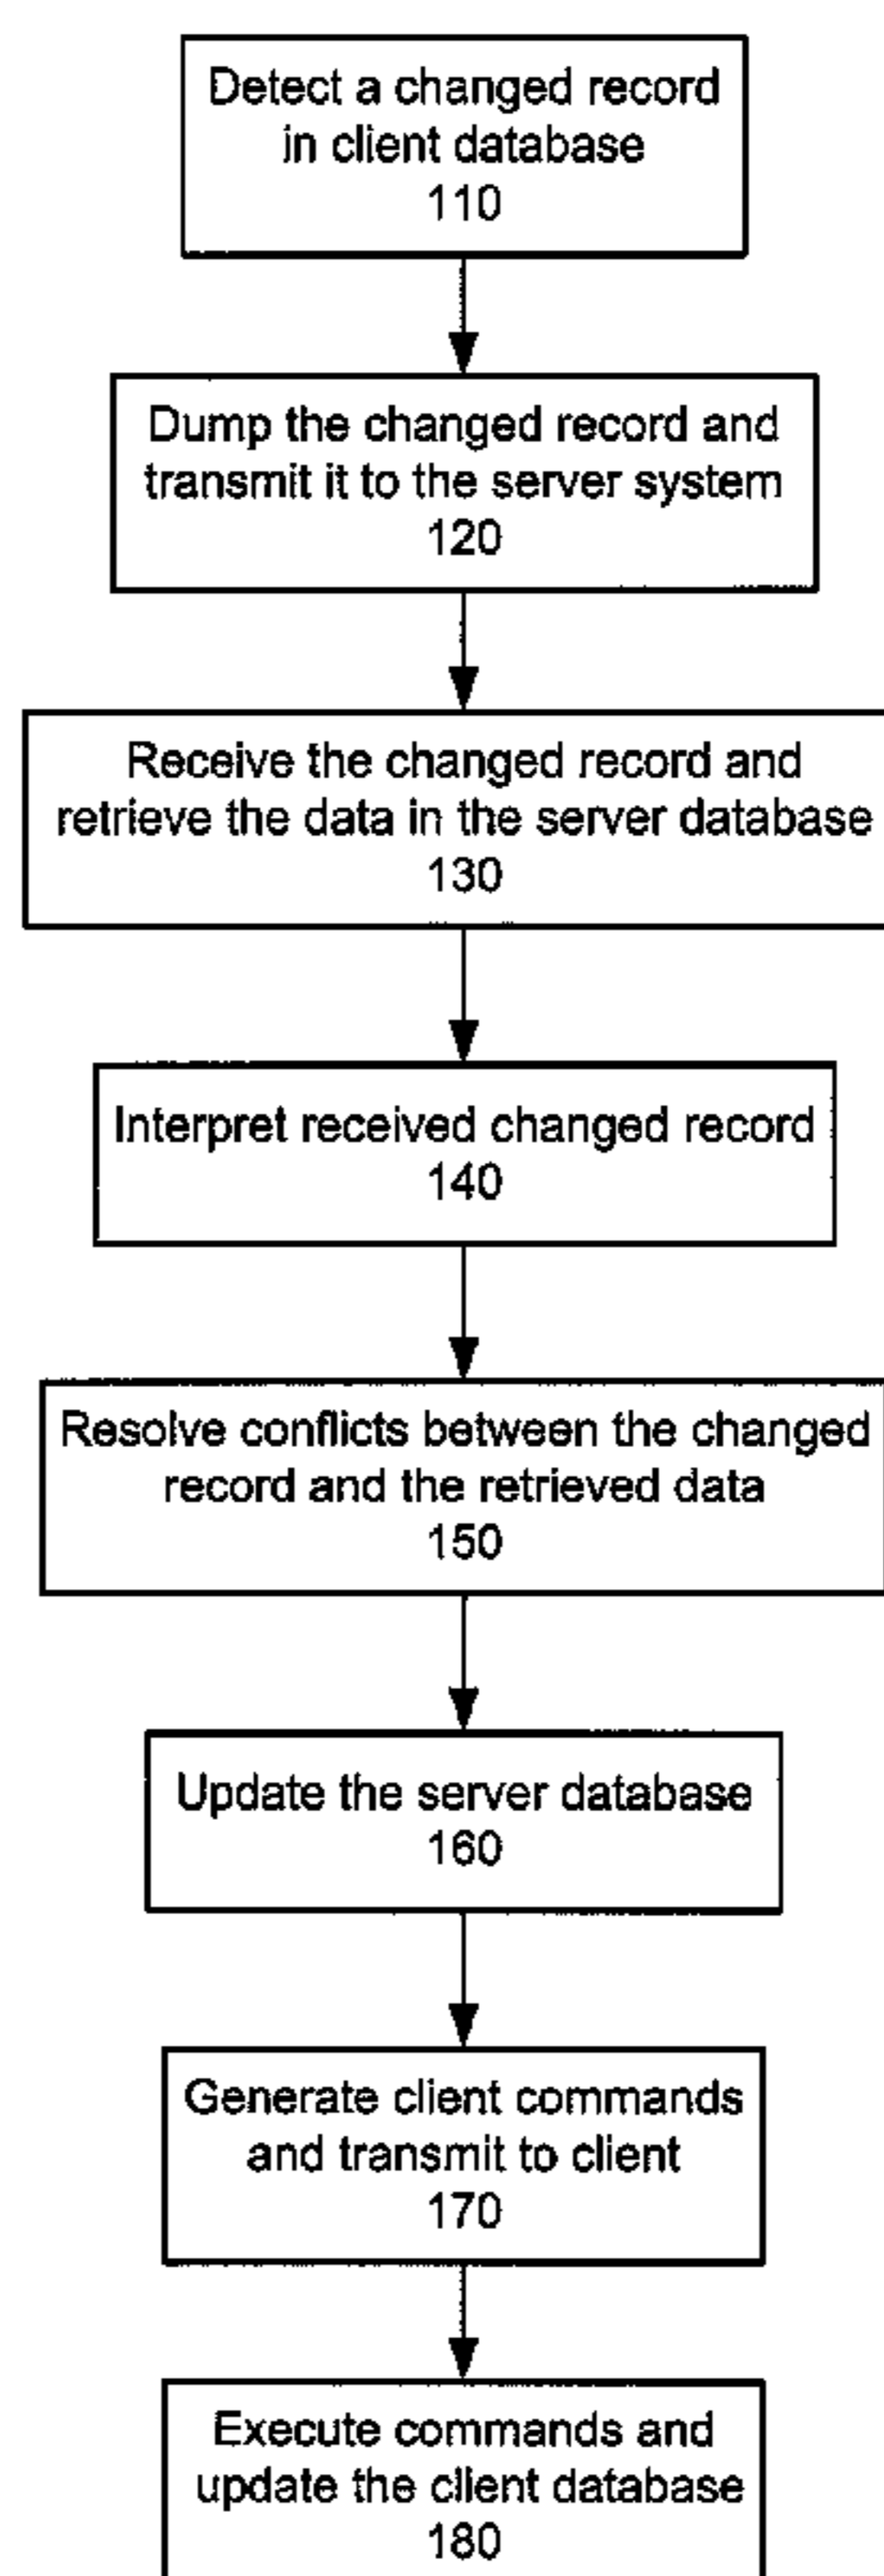 Detect a changed record
in client database
110
Dump the changed record and
transmit it to the server system
120
Receive the changed record and
retrieve the data in the server database
130
Interpret received changed record
140
Resolve conflicts between the changed
record and the retrieved data
150
Update the server database
160
Generate client commands
and transmit to client
170
Execute commands and
update the client database
180